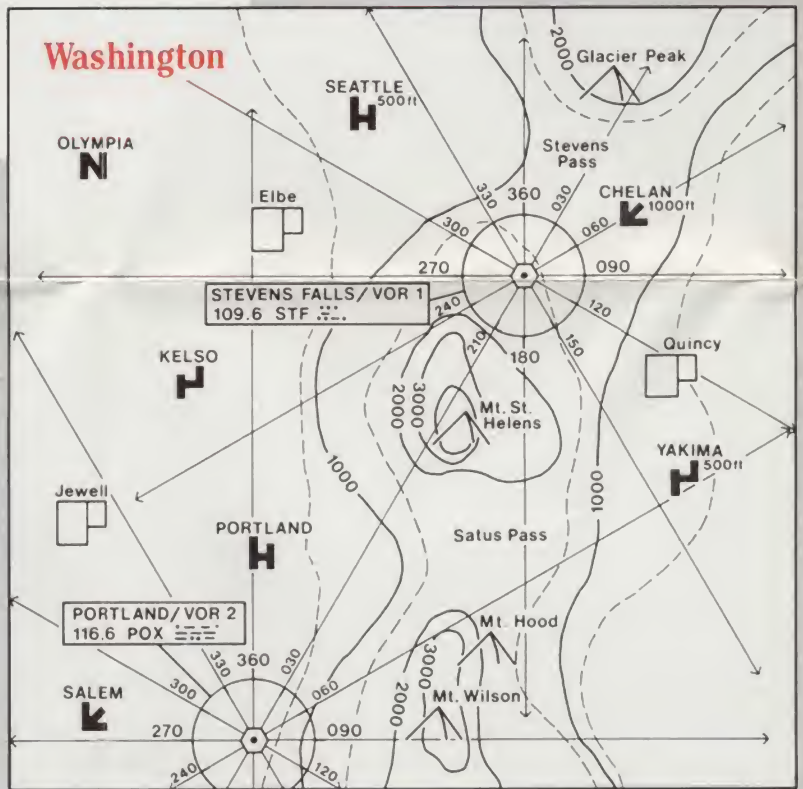 Washington
2000
Glacier Peak
SEATTLE
500ft
OLYMPIA
Stevens
Pass
Elbe
330
360
030
CHELAN
1000ft
300
060
270
090
STEVENS FALLS/VOR 1
109.6 STF
240
120
210
180
150
KELSO
Quincy
2000
3000
Mt. St.
Helens
YAKIMA
500ft
1000
1000
Jewell
PORTLAND
Satus Pass
PORTLAND/VOR 2
116.6 POX
Mt. Hood
330
360
030
SALEM
300
060
2000
3000
Mt. Wilson
270
090
240
120